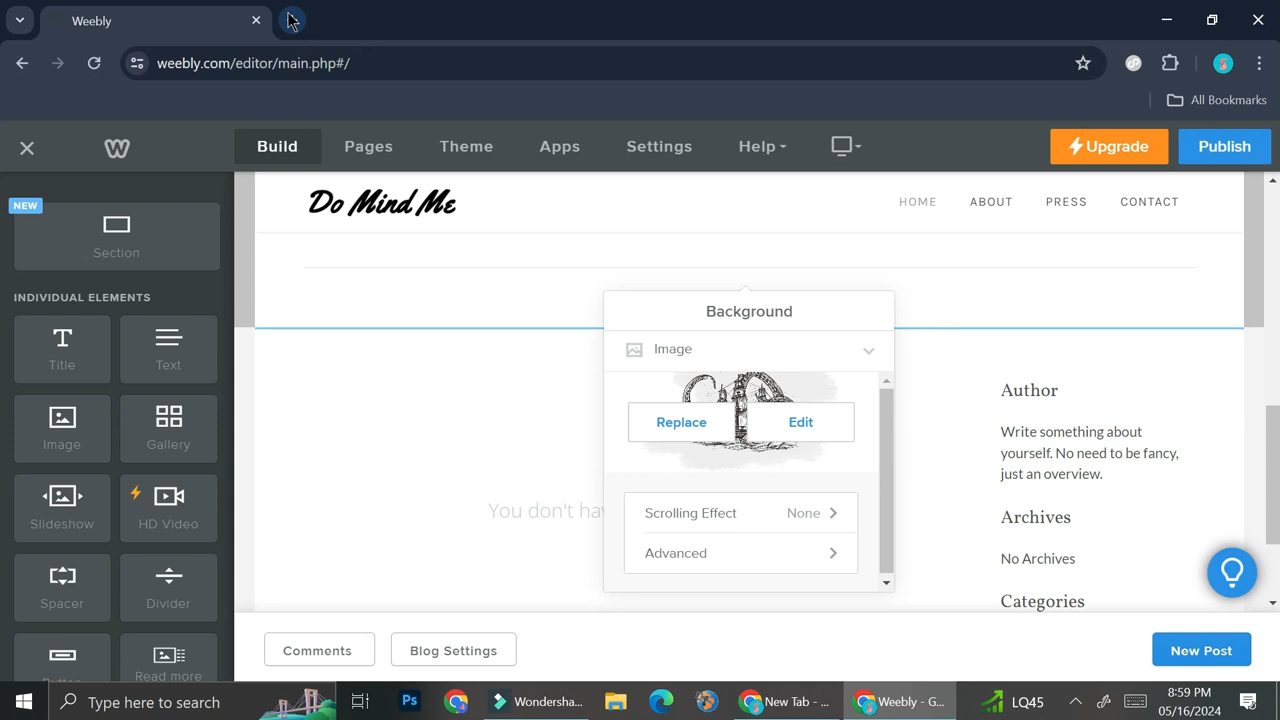 Weebly
weebly.com/editor/main.php#/
All Bookmarks
Build
Pages
Theme
Apps
Settings
Help
Upgrade
Publish
NEW
Section
INDIVIDUAL ELEMENTS
Title
Text
Image
Gallery
Slideshow
HD Video
Spacer
Divider
Button
Read more
Do Mind Me
HOME
ABOUT
PRESS
CONTACT
Background
Image
Replace
Edit
Scrolling Effect
None
Advanced
You don't hav
Author
Write something about
yourself. No need to be fancy,
just an overview.
Archives
No Archives
Categories
Comments
Blog Settings
New Post
Type here to search
Ps
Wondersha...
New Tab - ...
Weebly - G...
LQ45
8:59 PM
05/16/2024